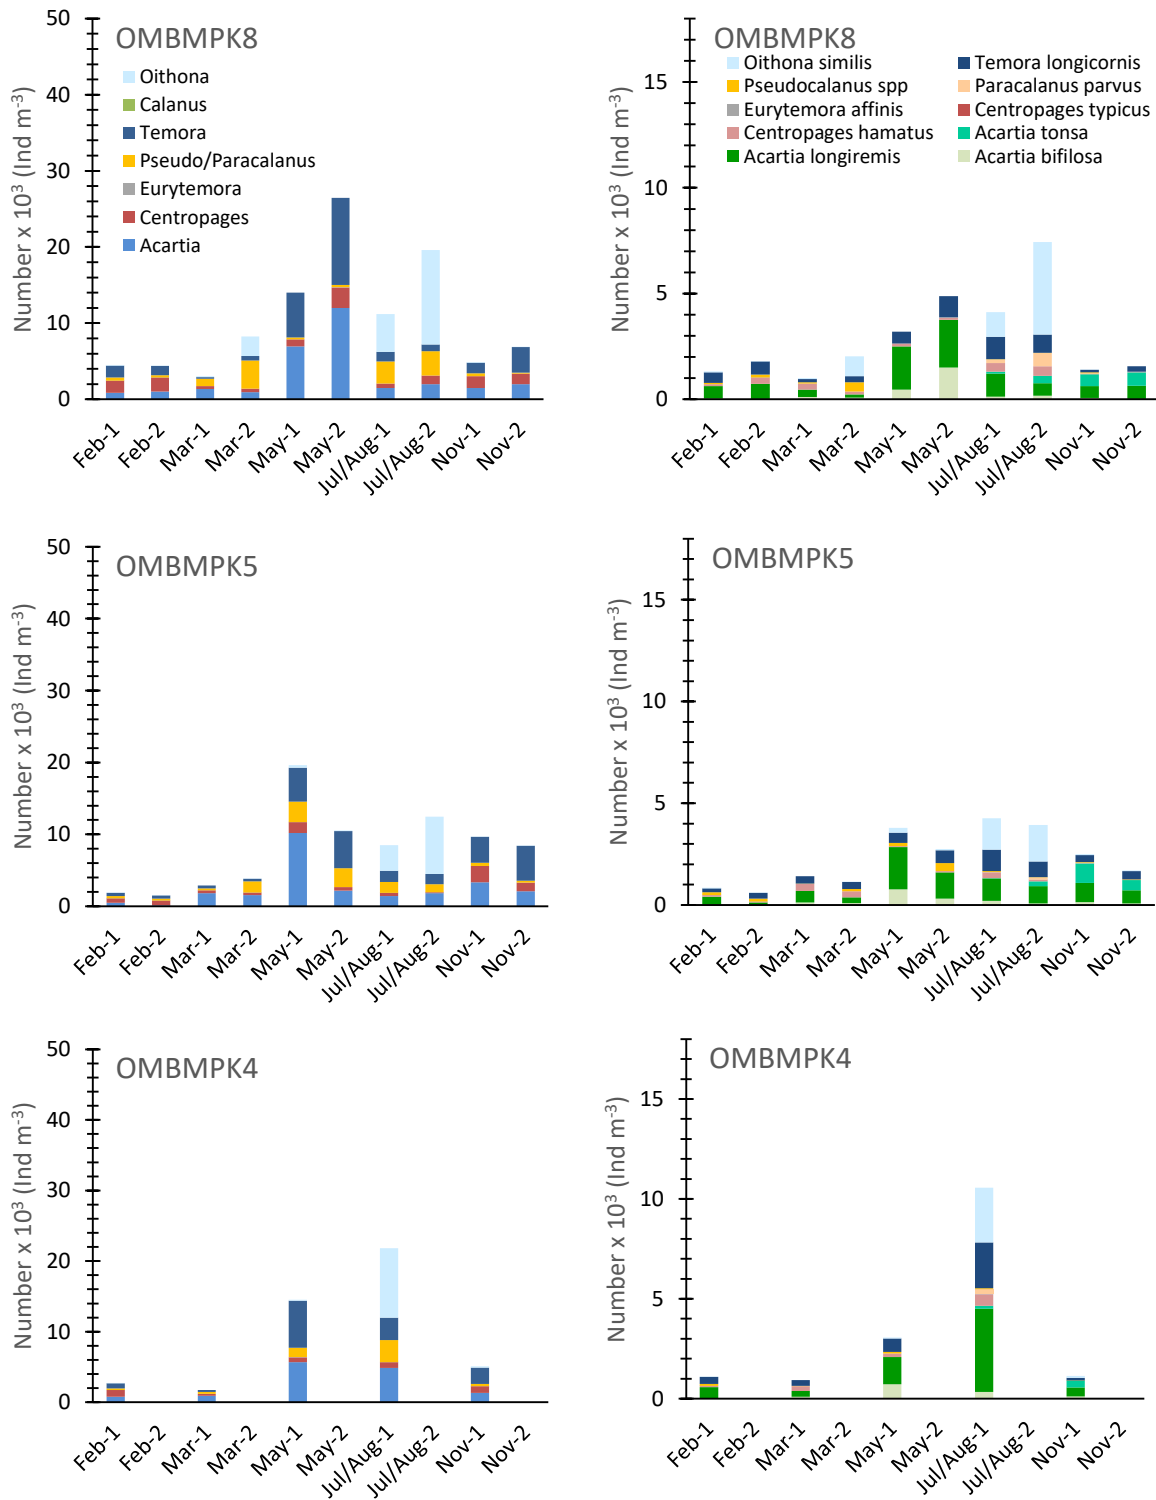 OMBMPK8
50
40
30
20
10
0
Number x 10³ (Ind m⁻³)
Oithona
Calanus
Temora
Pseudo/Paracalanus
Eurytemora
Centropages
Acartia
Feb-1
Feb-2
Mar-1
Mar-2
May-1
May-2
Jul/Aug-1
Jul/Aug-2
Nov-1
Nov-2
OMBMPK8
15
10
5
0
Number x 10³ (Ind m⁻³)
Oithona similis
Temora longicornis
Pseudocalanus spp
Paracalanus parvus
Eurytemora affinis
Centropages typicus
Centropages hamatus
Acartia tonsa
Acartia longiremis
Acartia bifilosa
Feb-1
Feb-2
Mar-1
Mar-2
May-1
May-2
Jul/Aug-1
Jul/Aug-2
Nov-1
Nov-2
OMBMPK5
50
40
30
20
10
0
Number x 10³ (Ind m⁻³)
Feb-1
Feb-2
Mar-1
Mar-2
May-1
May-2
Jul/Aug-1
Jul/Aug-2
Nov-1
Nov-2
OMBMPK5
15
10
5
0
Number x 10³ (Ind m⁻³)
Feb-1
Feb-2
Mar-1
Mar-2
May-1
May-2
Jul/Aug-1
Jul/Aug-2
Nov-1
Nov-2
OMBMPK4
50
40
30
20
10
0
Number x 10³ (Ind m⁻³)
Feb-1
Feb-2
Mar-1
Mar-2
May-1
May-2
Jul/Aug-1
Jul/Aug-2
Nov-1
Nov-2
OMBMPK4
15
10
5
0
Number x 10³ (Ind m⁻³)
Feb-1
Feb-2
Mar-1
Mar-2
May-1
May-2
Jul/Aug-1
Jul/Aug-2
Nov-1
Nov-2